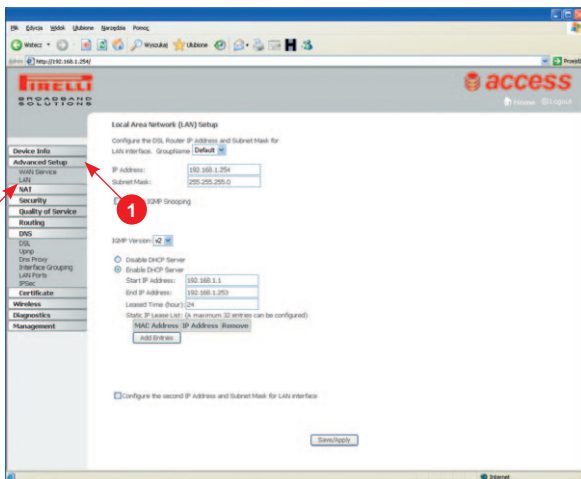 Plik Edycja Widok Ulubione Narzędzia Pomoc
Wstecz Wyszukaj Ulubione
Adres http://192.168.1.254/ Przejdź
PIRELLI
BROADBAND
SOLUTIONS
access
Home Logout
Local Area Network (LAN) Setup
Configure the DSL Router IP Address and Subnet Mask for
LAN interface. GroupName Default
Device Info
Advanced Setup
WAN Service
LAN
NAT
Security
Quality of Service
Routing
DNS
DSL
Upnp
Dns Proxy
Interface Grouping
LAN Ports
IPSec
Certificate
Wireless
Diagnostics
Management
IP Address: 192.168.1.254
Subnet Mask: 255.255.255.0
1
IGMP Snooping
IGMP Version v2
Disable DHCP Server
Enable DHCP Server
Start IP Address: 192.168.1.1
End IP Address: 192.168.1.253
Leased Time (hour): 24
Static IP Lease List: (A maximum 32 entries can be configured)
MAC Address IP Address Remove
Add Entries
Configure the second IP Address and Subnet Mask for LAN interface
Save/Apply
Internet